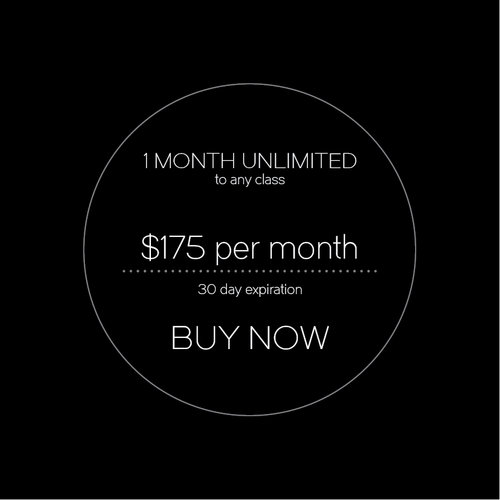 1 MONTH UNLIMITED
to any class
$175 per month
30 day expiration
BUY NOW